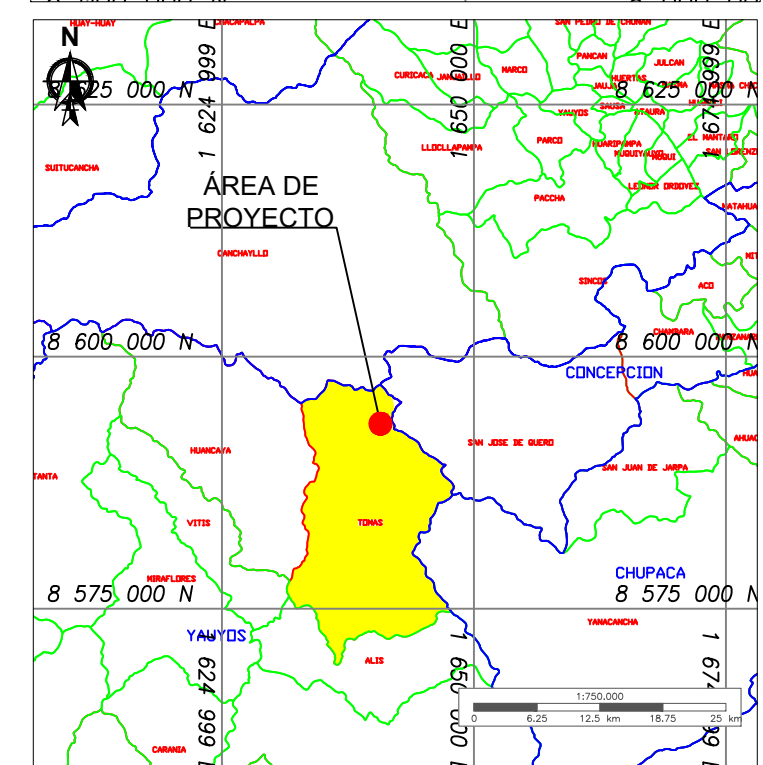 HUAY-HUAY
CHACAPALPA
SAN PEDRO DE CHUNAN
N
PANCAN
JULCAN
MARCO
CURICACA
JANJAILLO
HUERTAS
8 625 000 N
8 625 000 N
1 624 999 E
1 650 000 E
SAUSA
YAUYOS
ATAURA
PARCO
HUARIPAMPA
EL MANTARO
LLOCLLAPAMPA
MUQUIYAUYO
MUQUI
SUITUCANCHA
LEONOR ORDOVEZ
PACCHA
ÁREA DE
PROYECTO
CANCHAYLLO
SINCOS
ACO
CHAMBARA
8 600 000 N
8 600 000 N
CONCEPCION
SAN JOSE DE QUERO
HUANCAYA
SAN JUAN DE JARPA
TANTA
VITIS
TOMAS
CHUPACA
MIRAFLORES
8 575 000 N
8 575 000 N
YANACANCHA
YAUYOS
ALIS
1 624 999
1:750.000
0 6.25 12.5 km 18.75 25 km
CARANIA